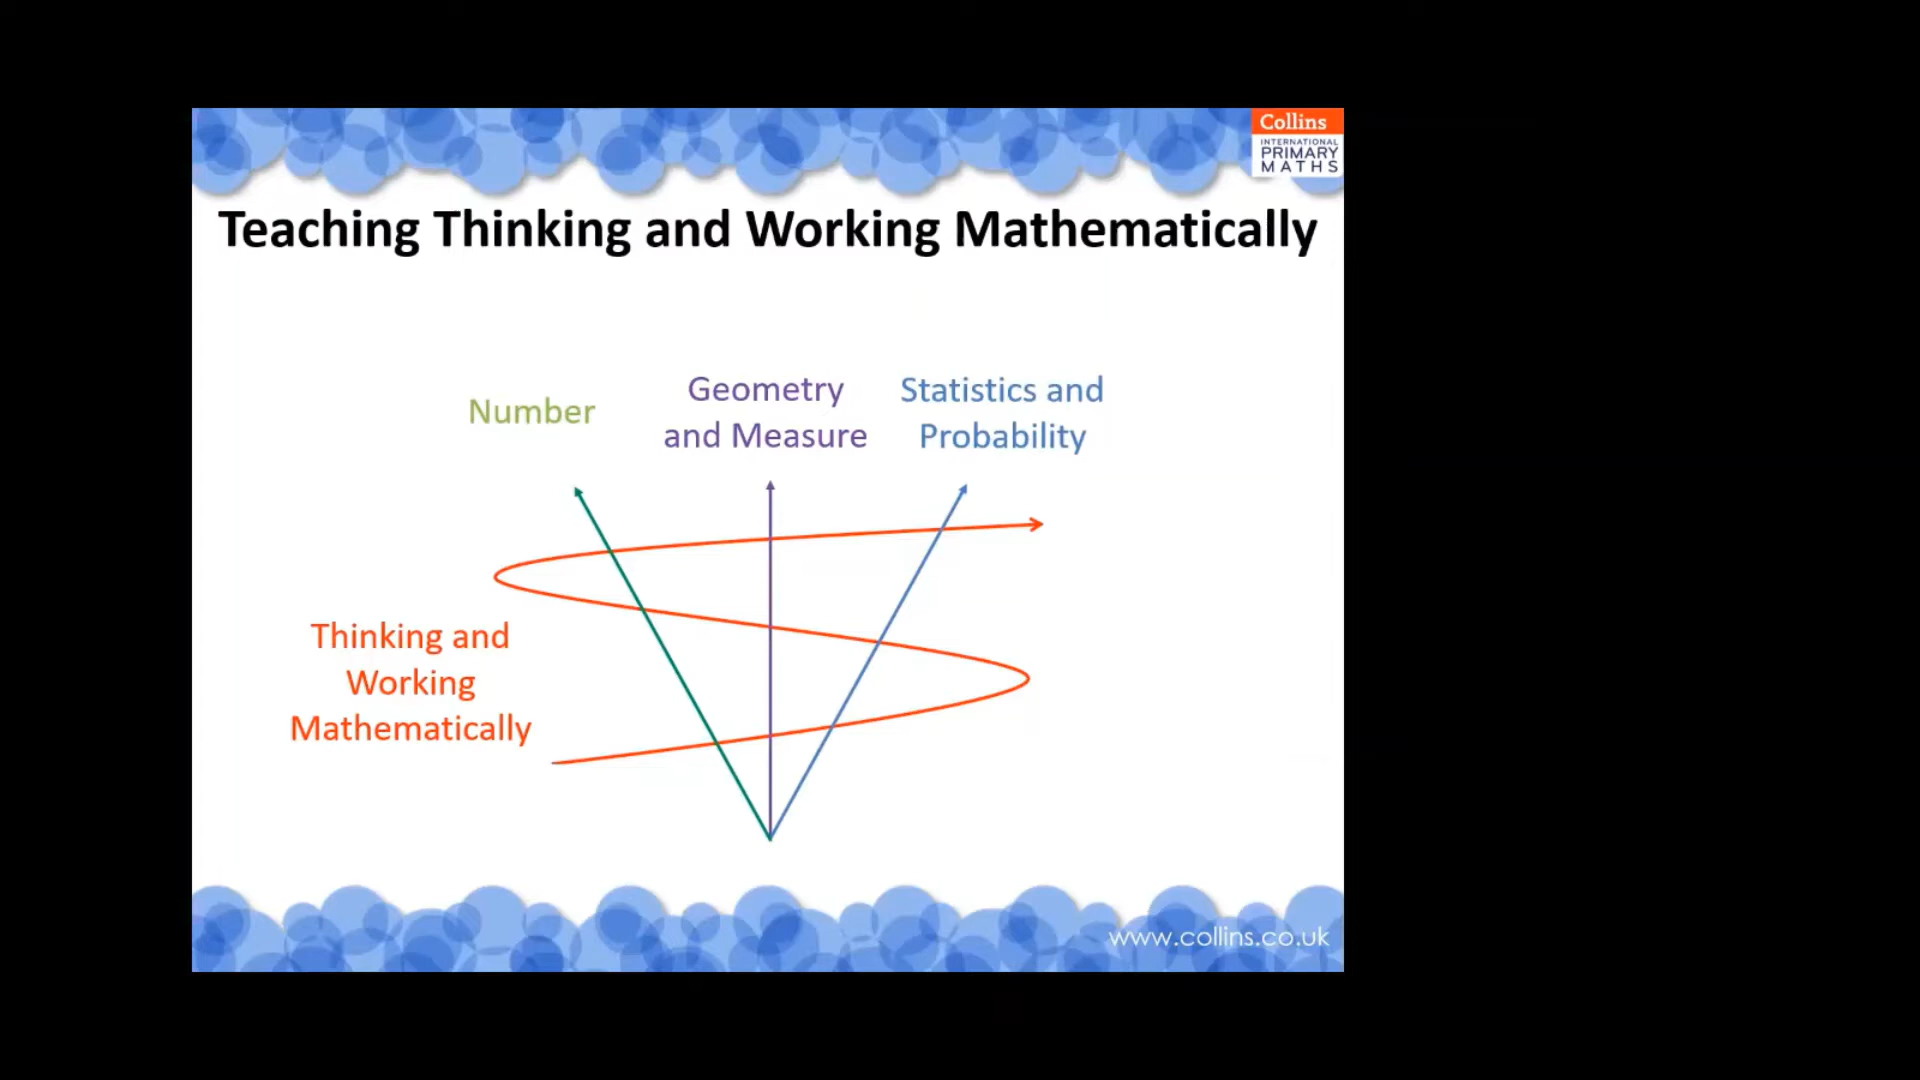 Collins
INTERNATIONAL
PRIMARY
MATHS
Teaching Thinking and Working Mathematically
Number
Geometry
and Measure
Statistics and
Probability
Thinking and
Working
Mathematically
www.collins.co.uk